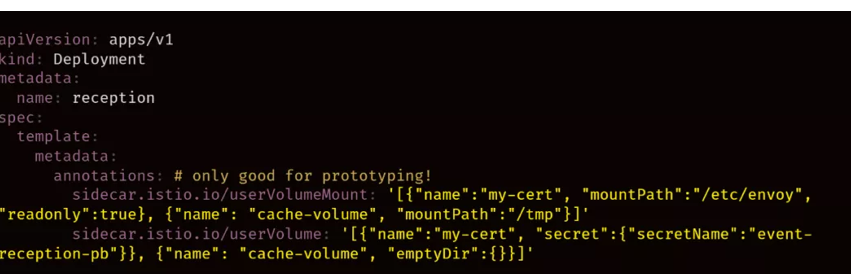 apiVersion: apps/v1
kind: Deployment
metadata:
  name: reception
spec:
  template:
    metadata:
      annotations: # only good for prototyping!
        sidecar.istio.io/userVolumeMount: '[{"name":"my-cert", "mountPath":"/etc/envoy",
"readonly":true}, {"name": "cache-volume", "mountPath":"/tmp"}]'
        sidecar.istio.io/userVolume: '[{"name":"my-cert", "secret":{"secretName":"event-
reception-pb"}}, {"name": "cache-volume", "emptyDir":{}}]'